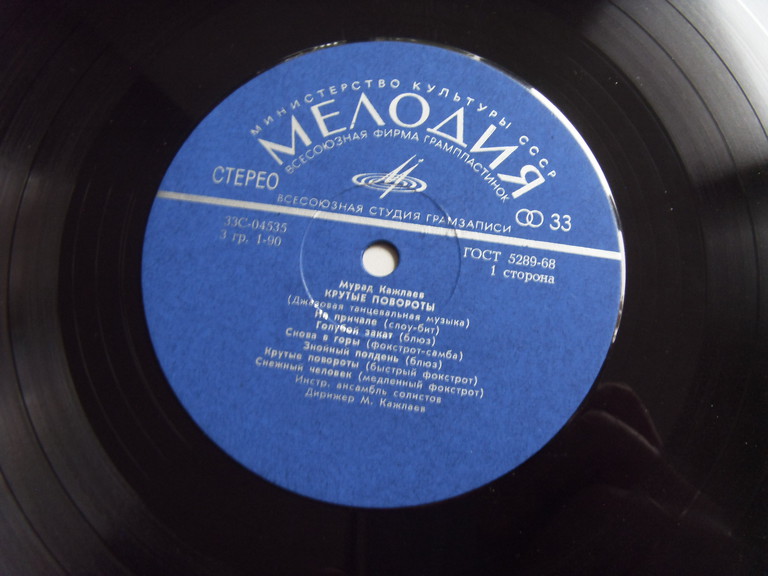 МИНИСТЕРСТВО КУЛЬТУРЫ СССР
МЕЛОДИЯ
ВСЕСОЮЗНАЯ ФИРМА ГРАМПЛАСТИНОК
СТЕРЕО
ВСЕСОЮЗНАЯ СТУДИЯ ГРАМЗАПИСИ
33
33С-04535
3 гр. 1-90
ГОСТ 5289-68
1 сторона
Мурад Кажлаев
КРУТЫЕ ПОВОРОТЫ
(Джазовая танцевальная музыка)
На причале (слоу-бит)
Голубой закат (блюз)
Снова в горы (фокстрот-самба)
Знойный полдень (блюз)
Крутые повороты (быстрый фокстрот)
Снежный человек (медленный фокстрот)
Инстр. ансамбль солистов
Дирижер М. Кажлаев